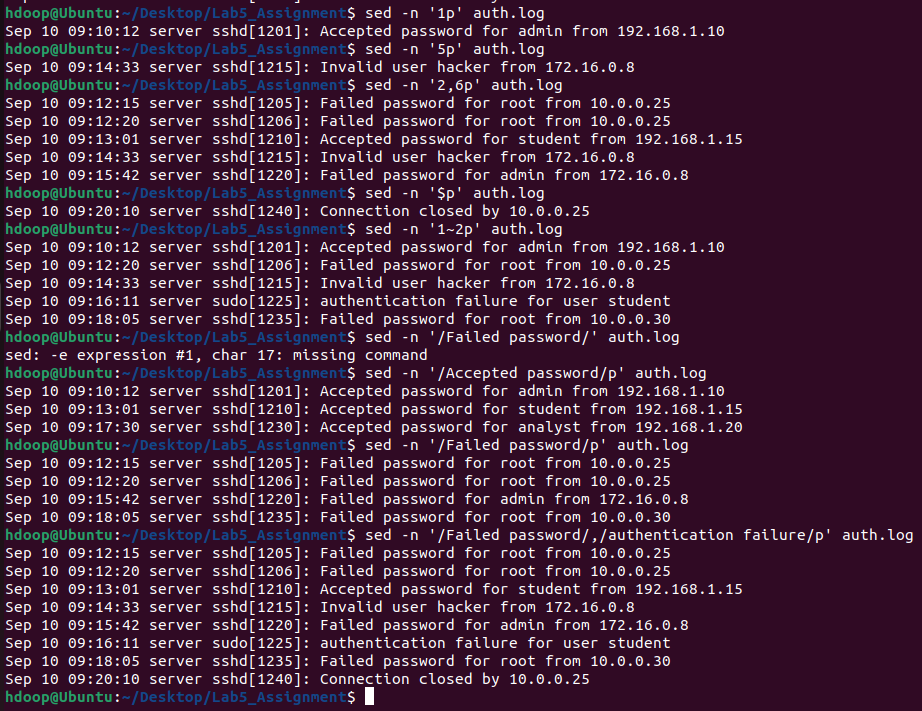 hdoop@Ubuntu:~/Desktop/Lab5_Assignment$ sed -n '1p' auth.log
Sep 10 09:10:12 server sshd[1201]: Accepted password for admin from 192.168.1.10
hdoop@Ubuntu:~/Desktop/Lab5_Assignment$ sed -n '5p' auth.log
Sep 10 09:14:33 server sshd[1215]: Invalid user hacker from 172.16.0.8
hdoop@Ubuntu:~/Desktop/Lab5_Assignment$ sed -n '2,6p' auth.log
Sep 10 09:12:15 server sshd[1205]: Failed password for root from 10.0.0.25
Sep 10 09:12:20 server sshd[1206]: Failed password for root from 10.0.0.25
Sep 10 09:13:01 server sshd[1210]: Accepted password for student from 192.168.1.15
Sep 10 09:14:33 server sshd[1215]: Invalid user hacker from 172.16.0.8
Sep 10 09:15:42 server sshd[1220]: Failed password for admin from 172.16.0.8
hdoop@Ubuntu:~/Desktop/Lab5_Assignment$ sed -n '$p' auth.log
Sep 10 09:20:10 server sshd[1240]: Connection closed by 10.0.0.25
hdoop@Ubuntu:~/Desktop/Lab5_Assignment$ sed -n '1~2p' auth.log
Sep 10 09:10:12 server sshd[1201]: Accepted password for admin from 192.168.1.10
Sep 10 09:12:20 server sshd[1206]: Failed password for root from 10.0.0.25
Sep 10 09:14:33 server sshd[1215]: Invalid user hacker from 172.16.0.8
Sep 10 09:16:11 server sudo[1225]: authentication failure for user student
Sep 10 09:18:05 server sshd[1235]: Failed password for root from 10.0.0.30
hdoop@Ubuntu:~/Desktop/Lab5_Assignment$ sed -n '/Failed password/' auth.log
sed: -e expression #1, char 17: missing command
hdoop@Ubuntu:~/Desktop/Lab5_Assignment$ sed -n '/Accepted password/p' auth.log
Sep 10 09:10:12 server sshd[1201]: Accepted password for admin from 192.168.1.10
Sep 10 09:13:01 server sshd[1210]: Accepted password for student from 192.168.1.15
Sep 10 09:17:30 server sshd[1230]: Accepted password for analyst from 192.168.1.20
hdoop@Ubuntu:~/Desktop/Lab5_Assignment$ sed -n '/Failed password/p' auth.log
Sep 10 09:12:15 server sshd[1205]: Failed password for root from 10.0.0.25
Sep 10 09:12:20 server sshd[1206]: Failed password for root from 10.0.0.25
Sep 10 09:15:42 server sshd[1220]: Failed password for admin from 172.16.0.8
Sep 10 09:18:05 server sshd[1235]: Failed password for root from 10.0.0.30
hdoop@Ubuntu:~/Desktop/Lab5_Assignment$ sed -n '/Failed password/,/authentication failure/p' auth.log
Sep 10 09:12:15 server sshd[1205]: Failed password for root from 10.0.0.25
Sep 10 09:12:20 server sshd[1206]: Failed password for root from 10.0.0.25
Sep 10 09:13:01 server sshd[1210]: Accepted password for student from 192.168.1.15
Sep 10 09:14:33 server sshd[1215]: Invalid user hacker from 172.16.0.8
Sep 10 09:15:42 server sshd[1220]: Failed password for admin from 172.16.0.8
Sep 10 09:16:11 server sudo[1225]: authentication failure for user student
Sep 10 09:18:05 server sshd[1235]: Failed password for root from 10.0.0.30
Sep 10 09:20:10 server sshd[1240]: Connection closed by 10.0.0.25
hdoop@Ubuntu:~/Desktop/Lab5_Assignment$